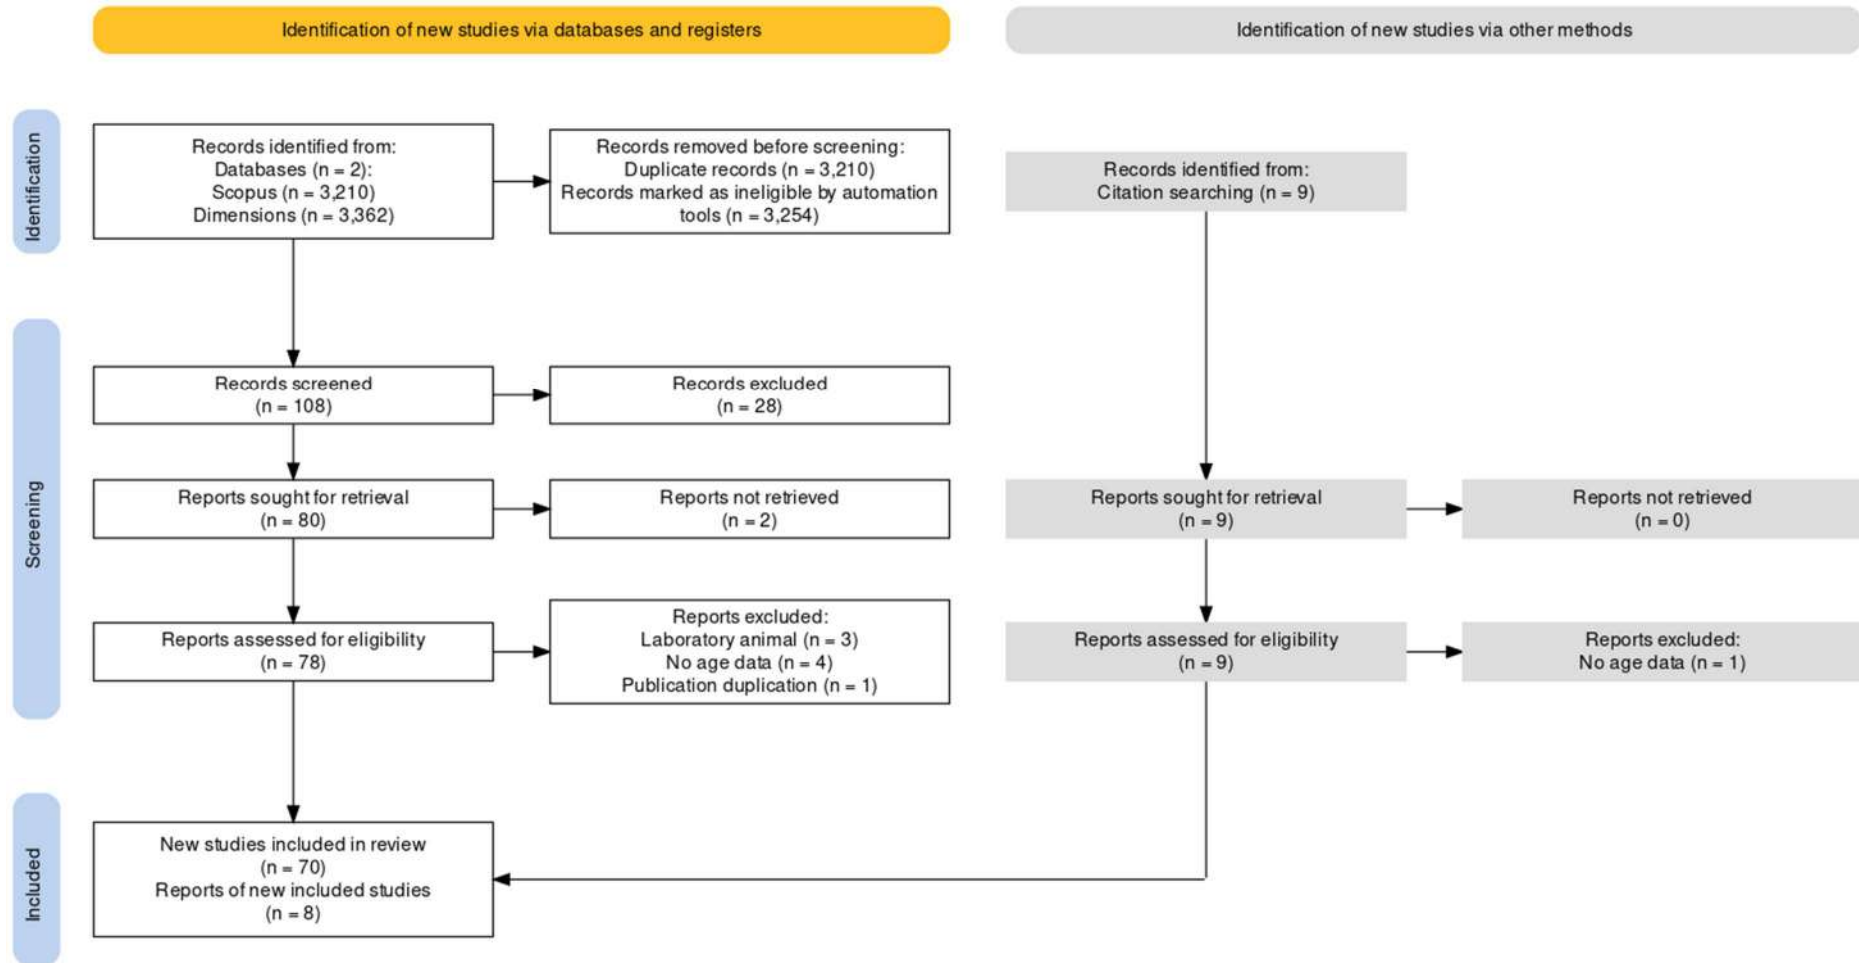 Identification of new studies via databases and registers
Identification of new studies via other methods
Identification
Records identified from:
Databases (n = 2):
Scopus (n = 3,210)
Dimensions (n = 3,362)
Records removed before screening:
Duplicate records (n = 3,210)
Records marked as ineligible by automation
tools (n = 3,254)
Records identified from:
Citation searching (n = 9)
Screening
Records screened
(n = 108)
Records excluded
(n = 28)
Reports sought for retrieval
(n = 80)
Reports not retrieved
(n = 2)
Reports sought for retrieval
(n = 9)
Reports not retrieved
(n = 0)
Reports assessed for eligibility
(n = 78)
Reports excluded:
Laboratory animal (n = 3)
No age data (n = 4)
Publication duplication (n = 1)
Reports assessed for eligibility
(n = 9)
Reports excluded:
No age data (n = 1)
Included
New studies included in review
(n = 70)
Reports of new included studies
(n = 8)